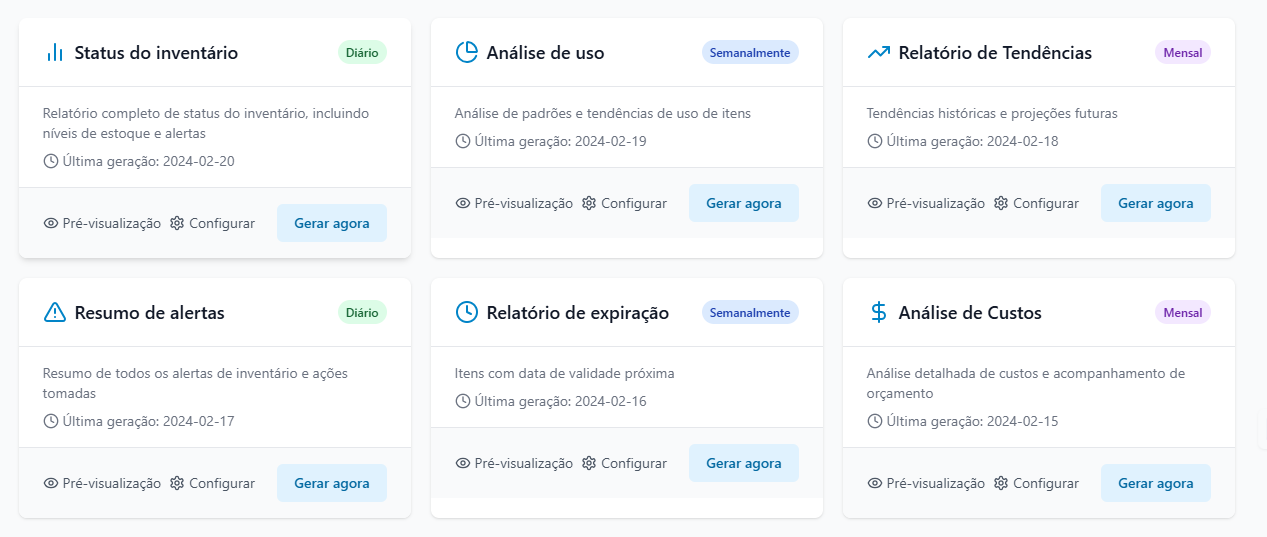 Status do inventário
Diário
Relatório completo de status do inventário, incluindo
níveis de estoque e alertas
Última geração: 2024-02-20
Pré-visualização
Configurar
Gerar agora
Análise de uso
Semanalmente
Análise de padrões e tendências de uso de itens
Última geração: 2024-02-19
Pré-visualização
Configurar
Gerar agora
Relatório de Tendências
Mensal
Tendências históricas e projeções futuras
Última geração: 2024-02-18
Pré-visualização
Configurar
Gerar agora
Resumo de alertas
Diário
Resumo de todos os alertas de inventário e ações
tomadas
Última geração: 2024-02-17
Pré-visualização
Configurar
Gerar agora
Relatório de expiração
Semanalmente
Itens com data de validade próxima
Última geração: 2024-02-16
Pré-visualização
Configurar
Gerar agora
Análise de Custos
Mensal
Análise detalhada de custos e acompanhamento de
orçamento
Última geração: 2024-02-15
Pré-visualização
Configurar
Gerar agora